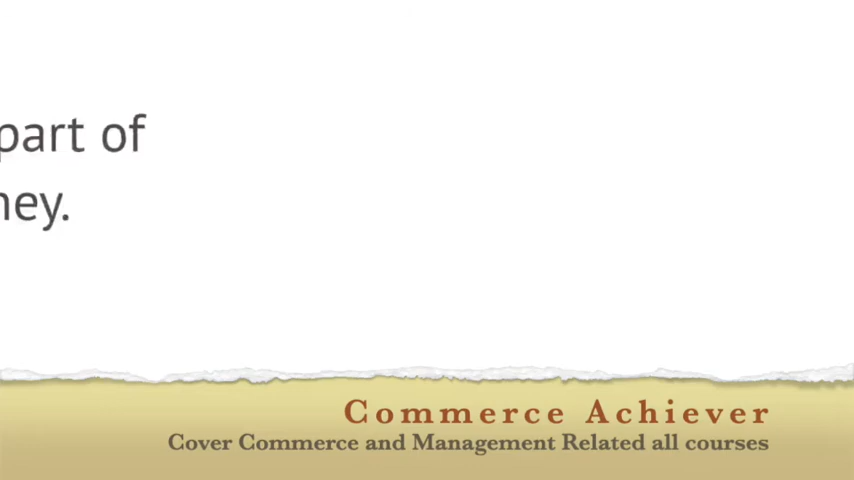 part of
ney.
Commerce Achiever
Cover Commerce and Management Related all courses